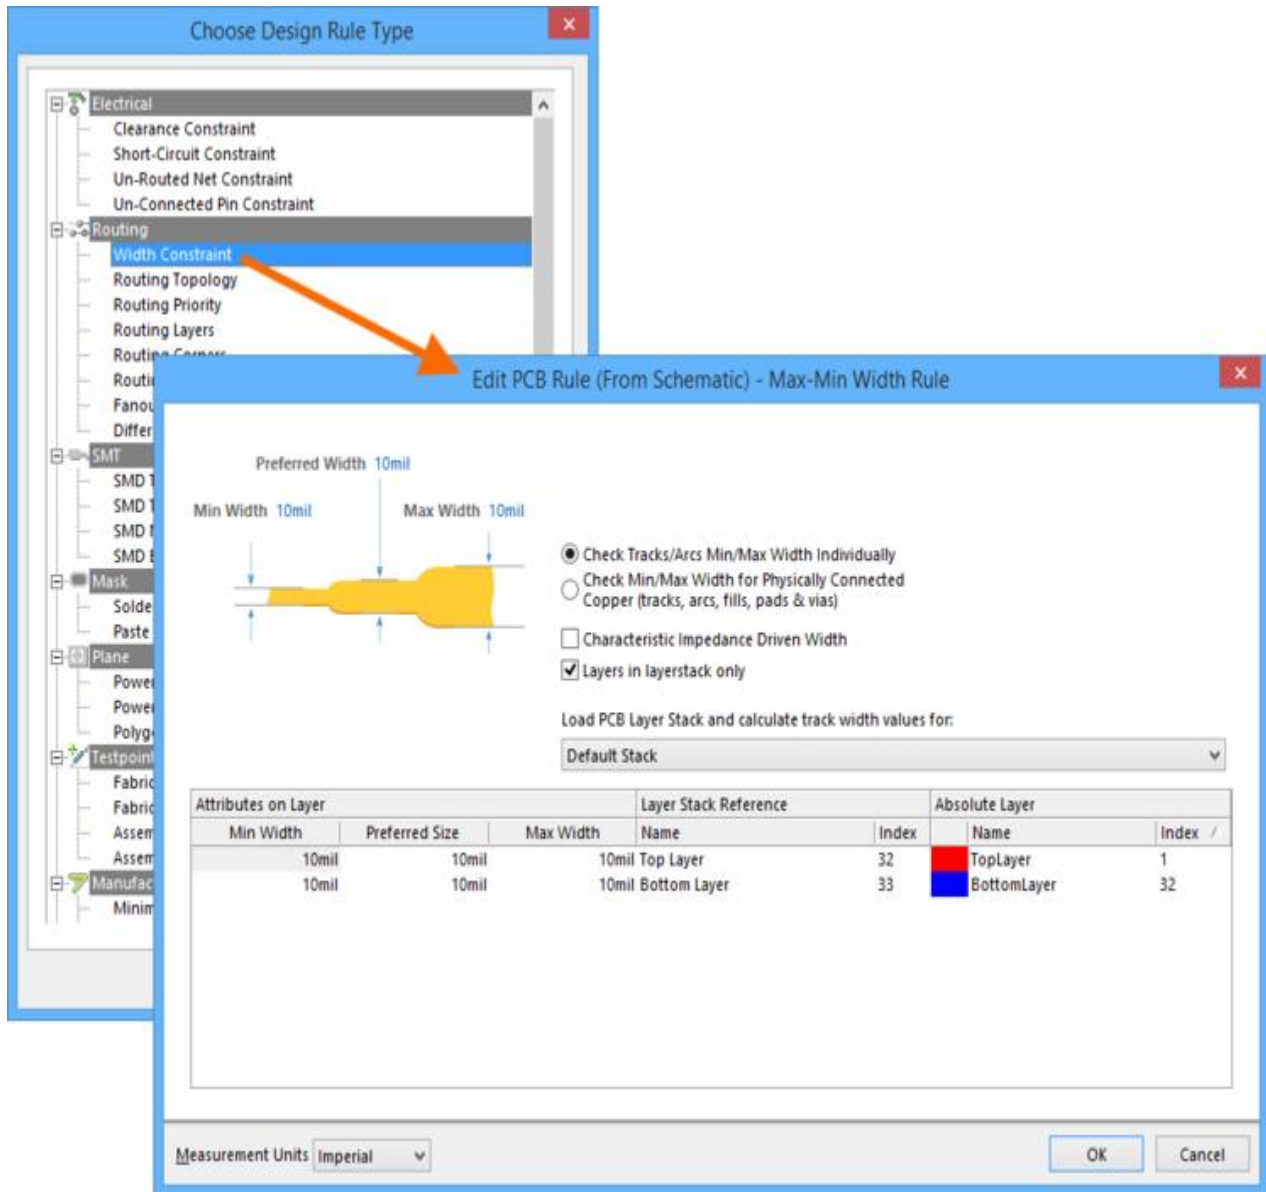 Choose Design Rule Type
Electrical
Clearance Constraint
Short-Circuit Constraint
Un-Routed Net Constraint
Un-Connected Pin Constraint
Routing
Width Constraint
Routing Topology
Routing Priority
Routing Layers
SMT
SMD
SMD
SMD
SMD
Mask
Paste
Plane
Testpoint
Edit PCB Rule (From Schematic) - Max-Min Width Rule
Preferred Width 10mil
Min Width 10mil
Max Width 10mil
Check Tracks/Arcs Min/Max Width Individually
Check Min/Max Width for Physically Connected
Copper (tracks, arcs, fills, pads & vias)
Characteristic Impedance Driven Width
Layers in layerstack only
Load PCB Layer Stack and calculate track width values for:
Default Stack
Attributes on Layer Layer Stack Reference Absolute Layer
Min Width Preferred Size Max Width Name Index Name Index
10mil 10mil 10mil Top Layer 32 TopLayer 1
10mil 10mil 10mil Bottom Layer 33 BottomLayer 32
Measurement Units Imperial
OK Cancel